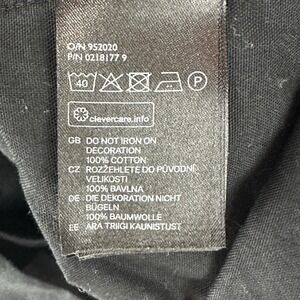 O/N 952020
P/N 0218177 9
40 P
clevercare.info
GB DO NOT IRON ON
DECORATION
100% COTTON
CZ ROZŽEHLETE DO PŮVODNÍ
VELIKOSTI
100% BAVLNA
DE DIE DEKORATION NICHT
BÜGELN
100% BAUMWOLLE
EE ÄRA TRIIGI KAUNISTUST